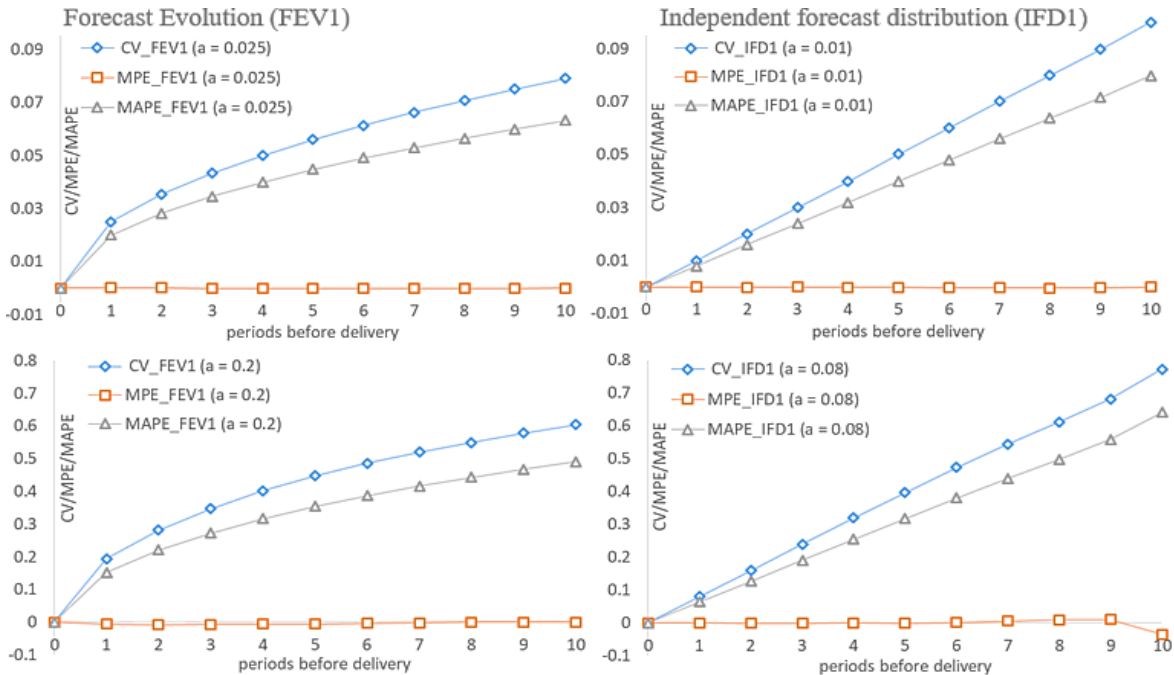 Forecast Evolution (FEV1)
0.09
0.07
0.05
0.03
0.01
-0.01
CV/MPE/MAPE
CV_FEV1 (a = 0.025)
MPE_FEV1 (a = 0.025)
MAPE_FEV1 (a = 0.025)
0 1 2 3 4 5 6 7 8 9 10
periods before delivery
Independent forecast distribution (IFD1)
0.09
0.07
0.05
0.03
0.01
-0.01
CV/MPE/MAPE
CV_IFD1 (a = 0.01)
MPE_IFD1 (a = 0.01)
MAPE_IFD1 (a = 0.01)
0 1 2 3 4 5 6 7 8 9 10
periods before delivery
0.8
0.7
0.6
0.5
0.4
0.3
0.2
0.1
0
-0.1
CV/MPE/MAPE
CV_FEV1 (a = 0.2)
MPE_FEV1 (a = 0.2)
MAPE_FEV1 (a = 0.2)
0 1 2 3 4 5 6 7 8 9 10
periods before delivery
0.8
0.7
0.6
0.5
0.4
0.3
0.2
0.1
0
-0.1
CV/MPE/MAPE
CV_IFD1 (a = 0.08)
MPE_IFD1 (a = 0.08)
MAPE_IFD1 (a = 0.08)
0 1 2 3 4 5 6 7 8 9 10
periods before delivery